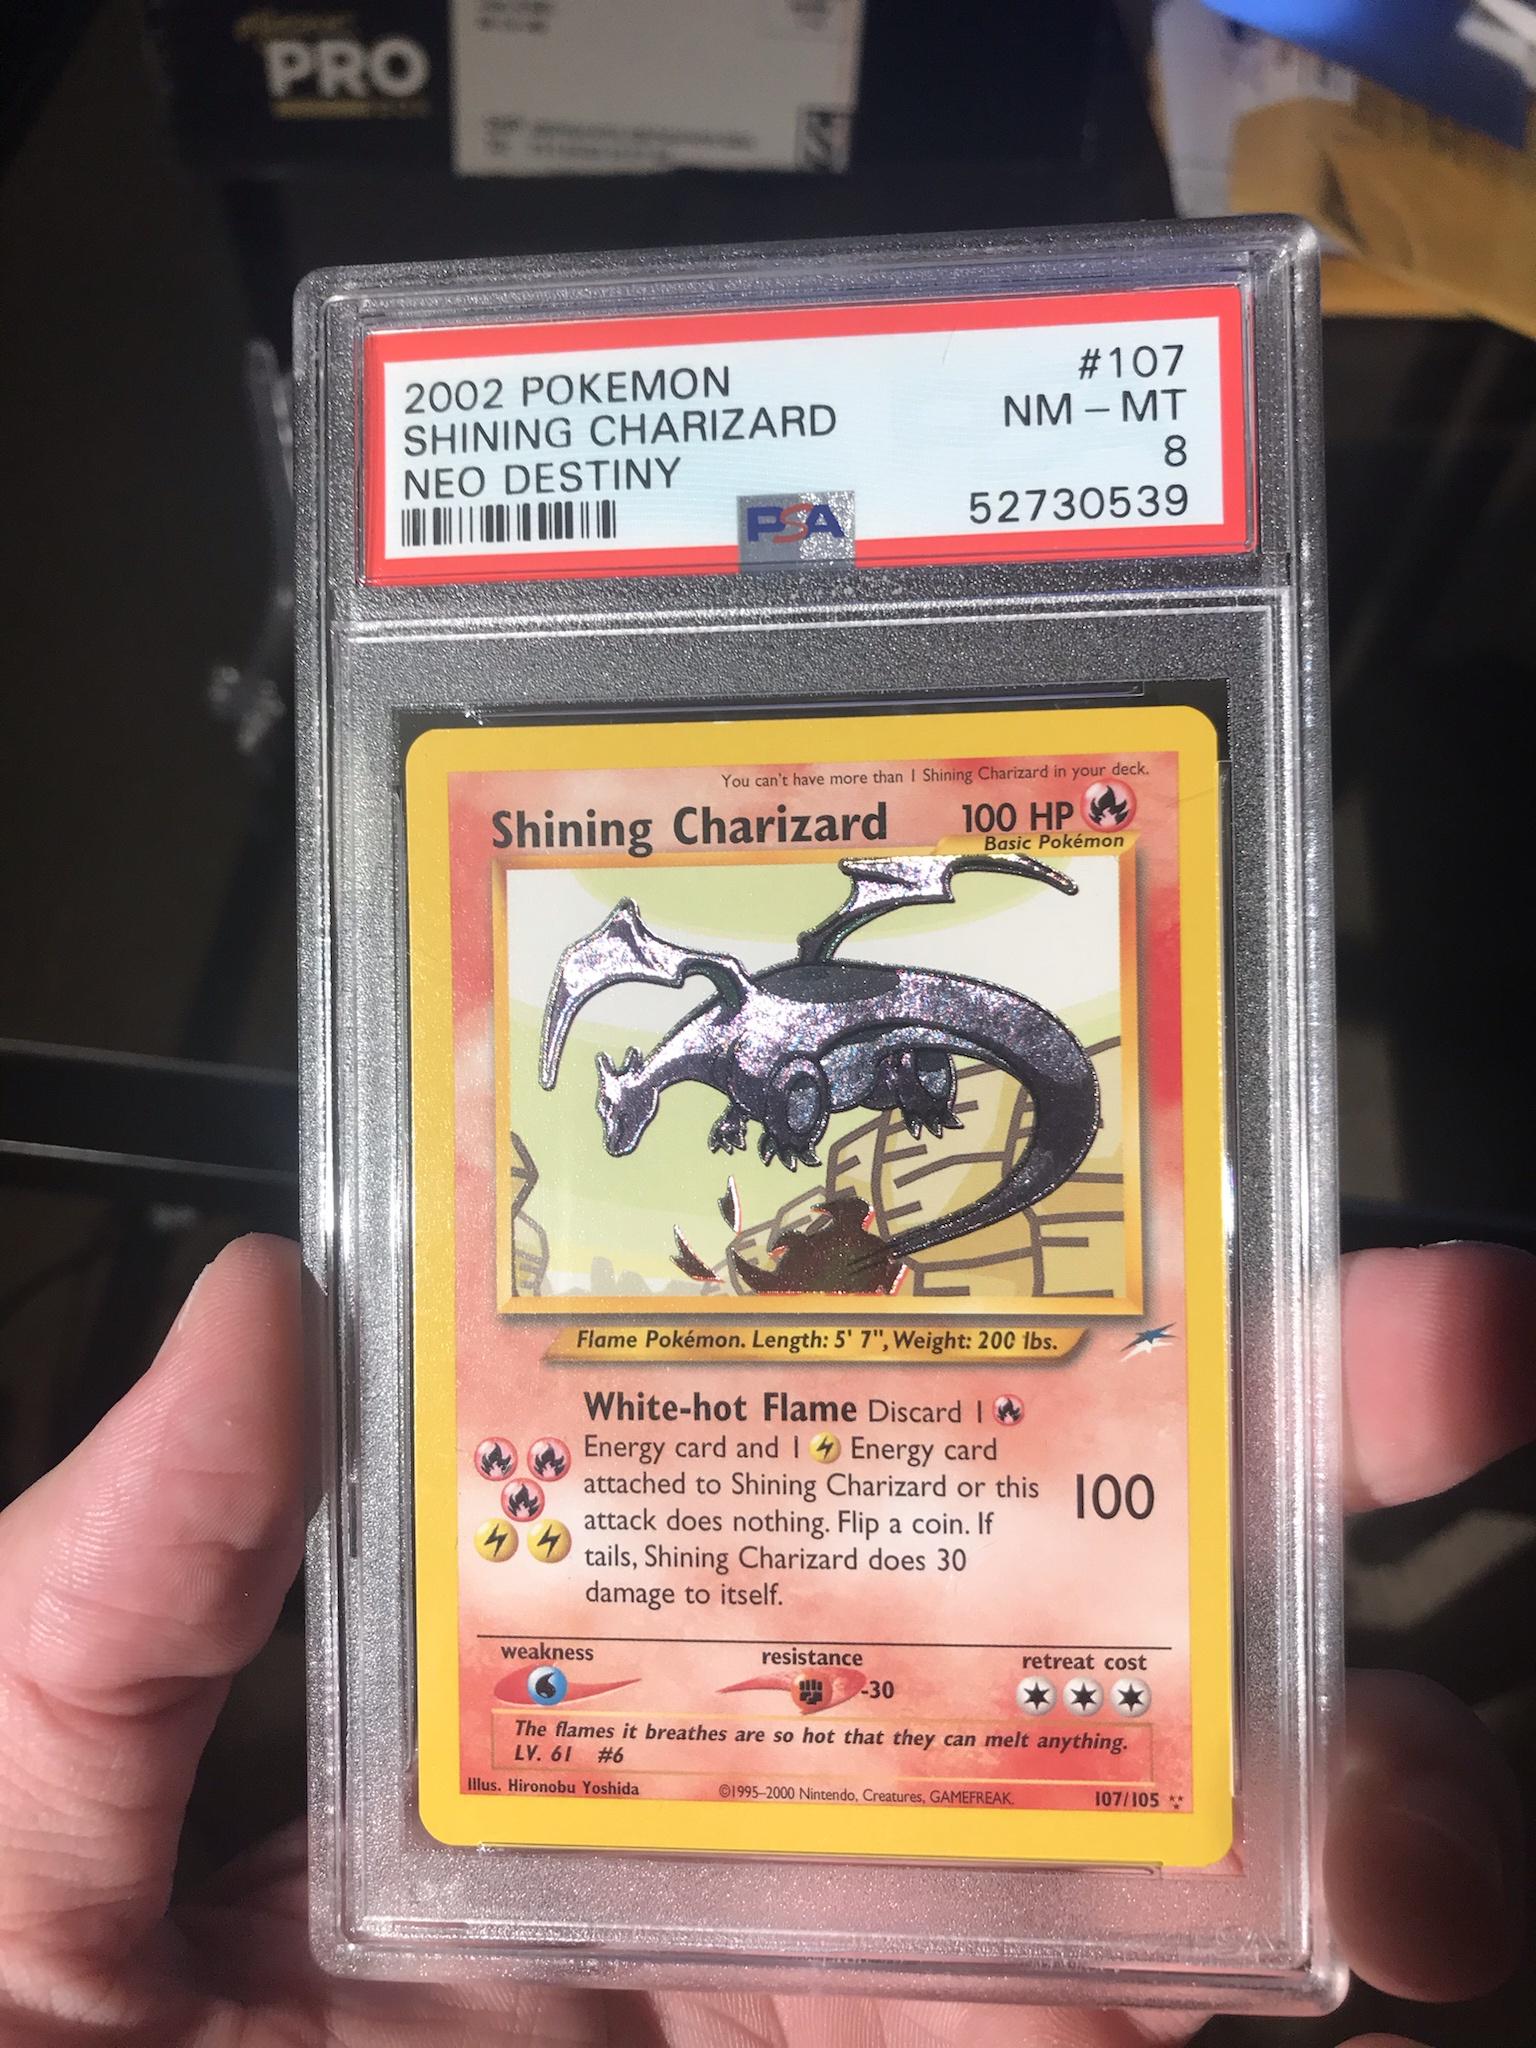 PRO
2002 POKEMON
SHINING CHARIZARD
NEO DESTINY
#107
NM – MT
8
52730539
PSA
You can't have more than 1 Shining Charizard in your deck.
Shining Charizard 100 HP
Basic Pokémon
Flame Pokémon. Length: 5' 7", Weight: 200 lbs.
White-hot Flame Discard 1
Energy card and 1 Energy card
attached to Shining Charizard or this
attack does nothing. Flip a coin. If
tails, Shining Charizard does 30
damage to itself.
100
weakness
resistance
-30
retreat cost
The flames it breathes are so hot that they can melt anything.
LV. 61 #6
Illus. Hironobu Yoshida
©1995–2000 Nintendo, Creatures, GAMEFREAK.
107/105